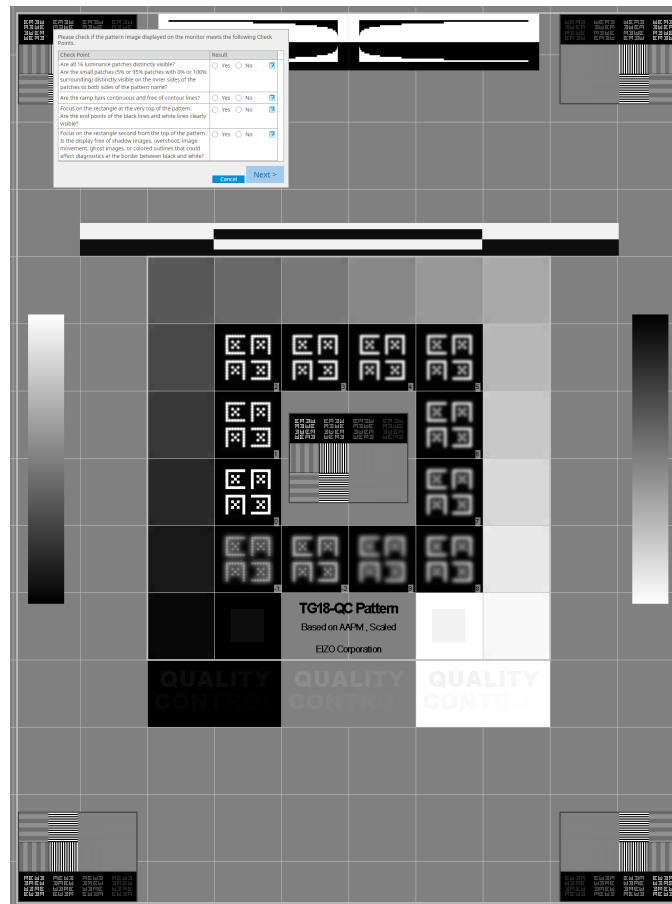 Please check if the pattern image displayed on the monitor meets the following Check
Points.
Check Point Result
Are all 16 luminance patches distinctly visible?
Are the small patches (5% or 95% patches with 0% or 100%
surrounding) distinctly visible on the inner sides of the
patches to both sides of the pattern name?
Yes No
Are the ramp bars continuous and free of contour lines?
Yes No
Focus on the rectangle at the very top of the pattern.
Are the end points of the black lines and white lines clearly
visible?
Yes No
Focus on the rectangle second from the top of the pattern.
Is the display free of shadow images, overshoot, image
movement, ghost images, or colored outlines that could
affect diagnostics at the border between black and white?
Yes No
Cancel
Next >
TG18-QC Pattern
Based on AAPM , Scaled
EIZO Corporation
QUALITY QUALITY QUALITY
CONTROL CONTRO CONTRO